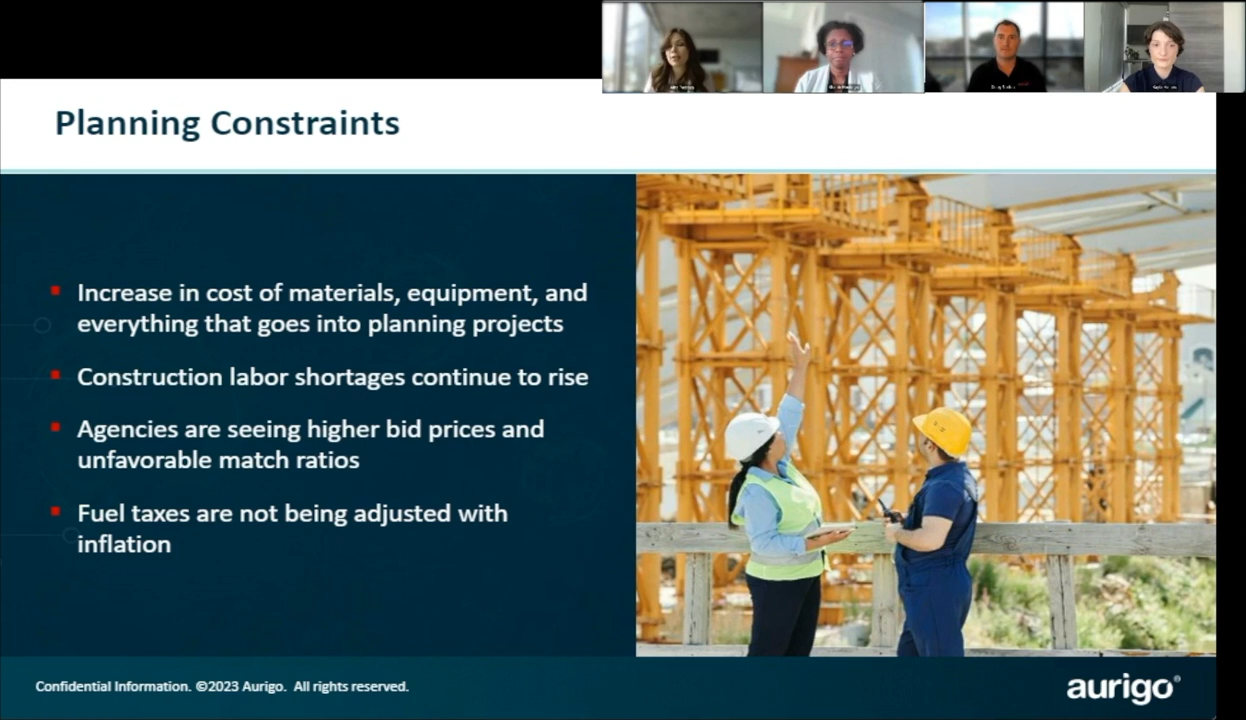 Planning Constraints
Increase in cost of materials, equipment, and
everything that goes into planning projects
Construction labor shortages continue to rise
Agencies are seeing higher bid prices and
unfavorable match ratios
Fuel taxes are not being adjusted with
inflation
Confidential Information. ©2023 Aurigo. All rights reserved.
aurigo®